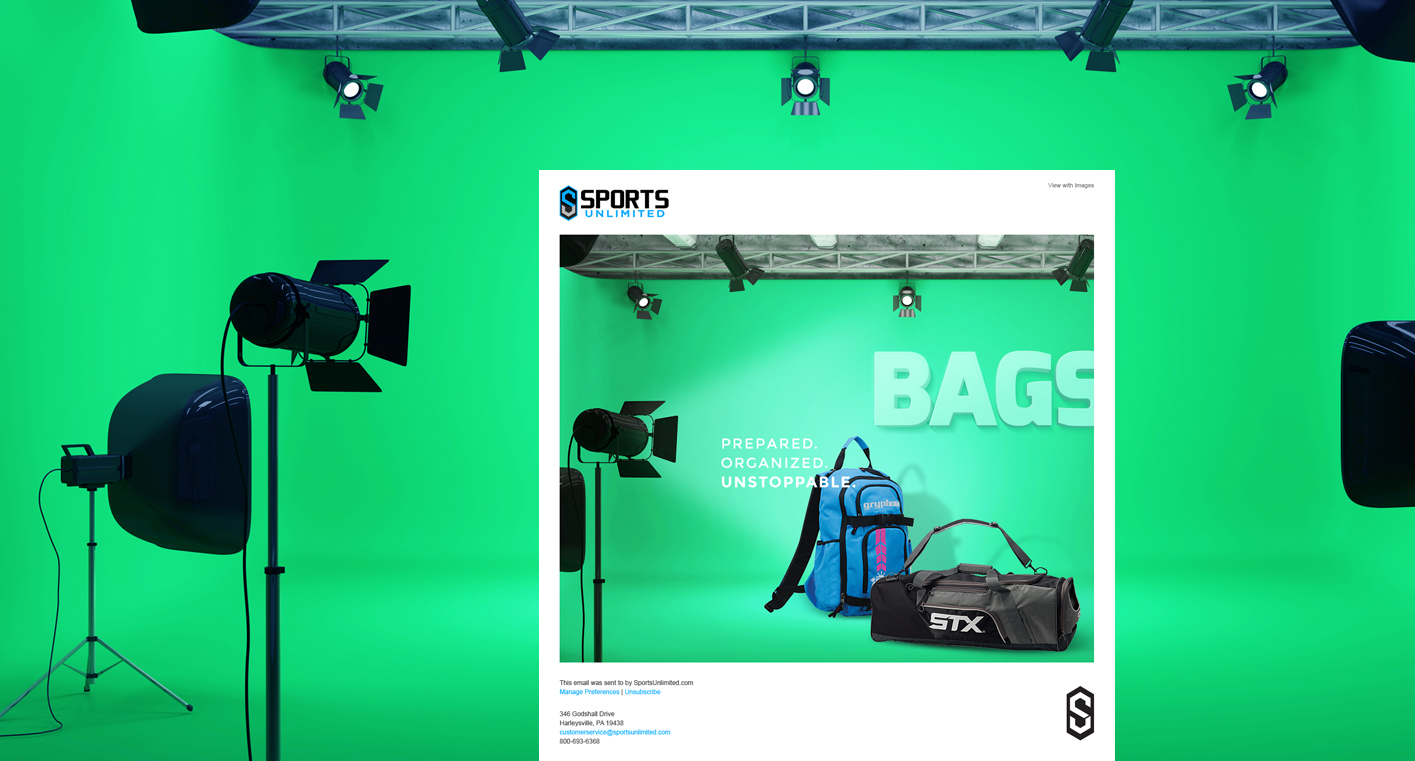 SPORTS
UNLIMITED
View with Images
BAGS
PREPARED.
ORGANIZED.
UNSTOPPABLE.
gryphon
STX
This email was sent to by SportsUnlimited.com
Manage Preferences | Unsubscribe
346 Godshall Drive
Harleysville, PA 19438
customerservice@sportsunlimited.com
800-693-6368